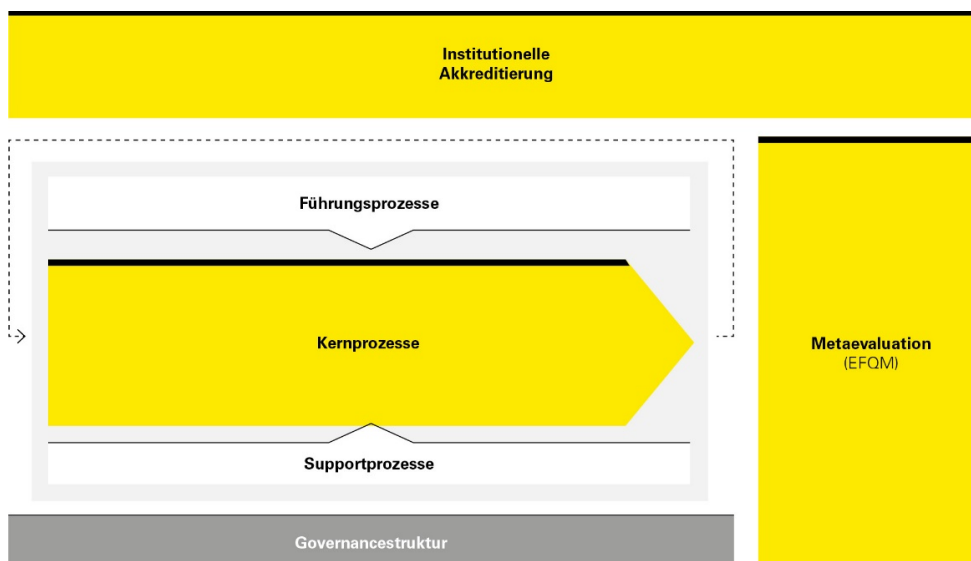 Institutionelle
Akkreditierung
Führungsprozesse
Kernprozesse
Metaevaluation
(EFQM)
Supportprozesse
Governancestruktur